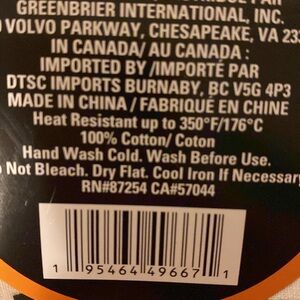 GREENBRIER INTERNATIONAL, INC.
VOLVO PARKWAY, CHESAPEAKE, VA
IN CANADA/ AU CANADA :
IMPORTED BY /IMPORTÉ PAR
DTSC IMPORTS BURNABY, BC V5G 4P3
MADE IN CHINA / FABRIQUÉ EN CHINE
Heat Resistant up to 350°F/176°C
100% Cotton/ Coton
Hand Wash Cold. Wash Before Use.
Not Bleach. Dry Flat. Cool Iron If Necessary
RN#87254 CA#57044
1 95464 49667 1